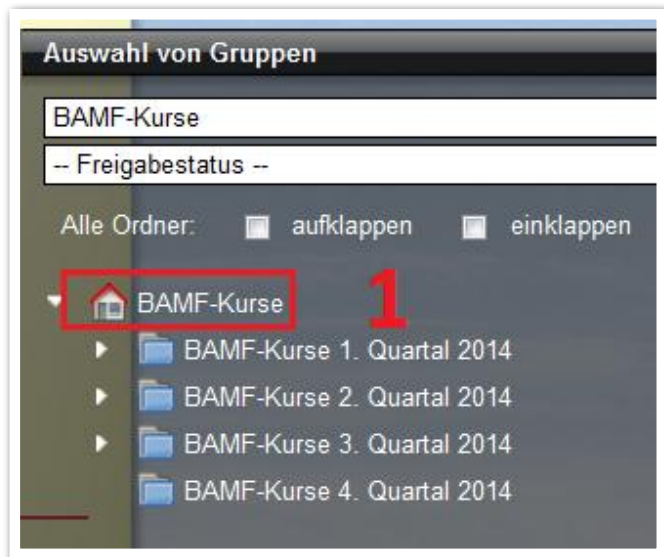 Auswahl von Gruppen
BAMF-Kurse
-- Freigabestatus --
Alle Ordner: aufklappen einklappen
BAMF-Kurse 1
BAMF-Kurse 1. Quartal 2014
BAMF-Kurse 2. Quartal 2014
BAMF-Kurse 3. Quartal 2014
BAMF-Kurse 4. Quartal 2014